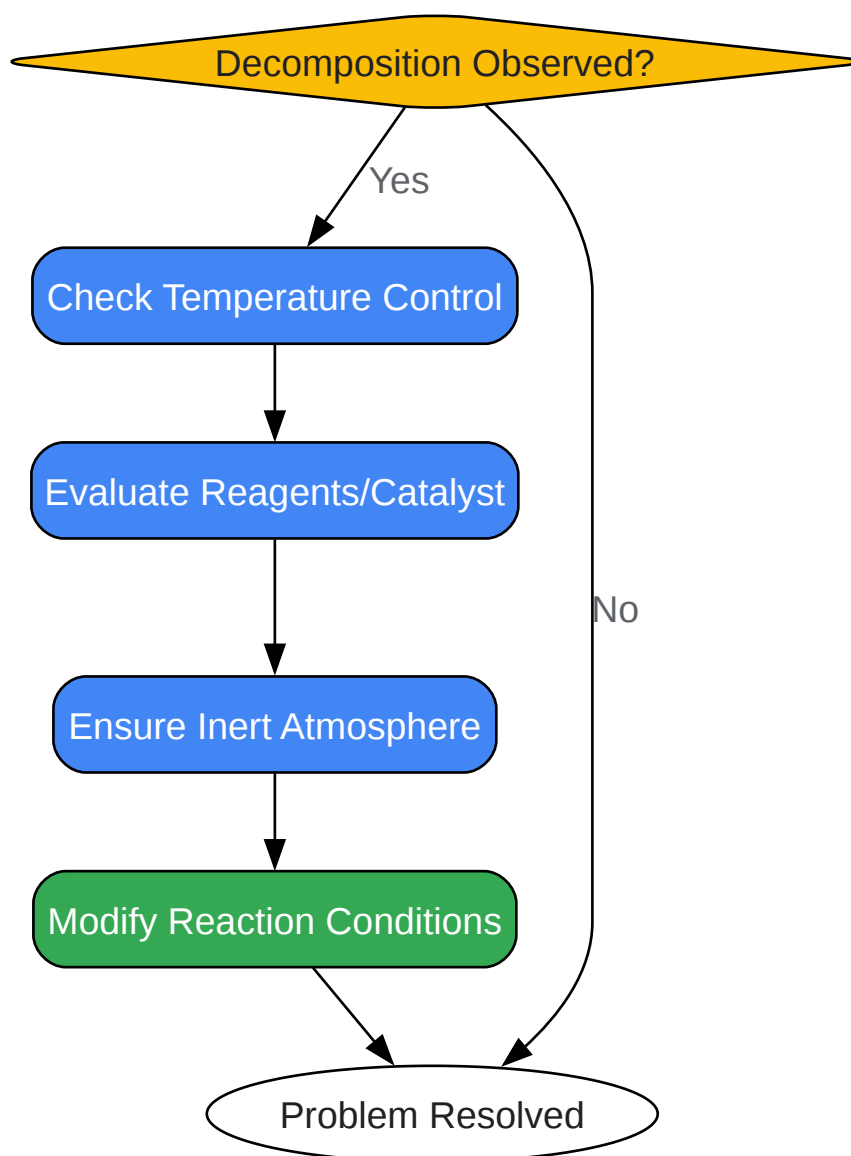 Decomposition Observed?
Yes
Check Temperature Control
Evaluate Reagents/Catalyst
No
Ensure Inert Atmosphere
Modify Reaction Conditions
Problem Resolved